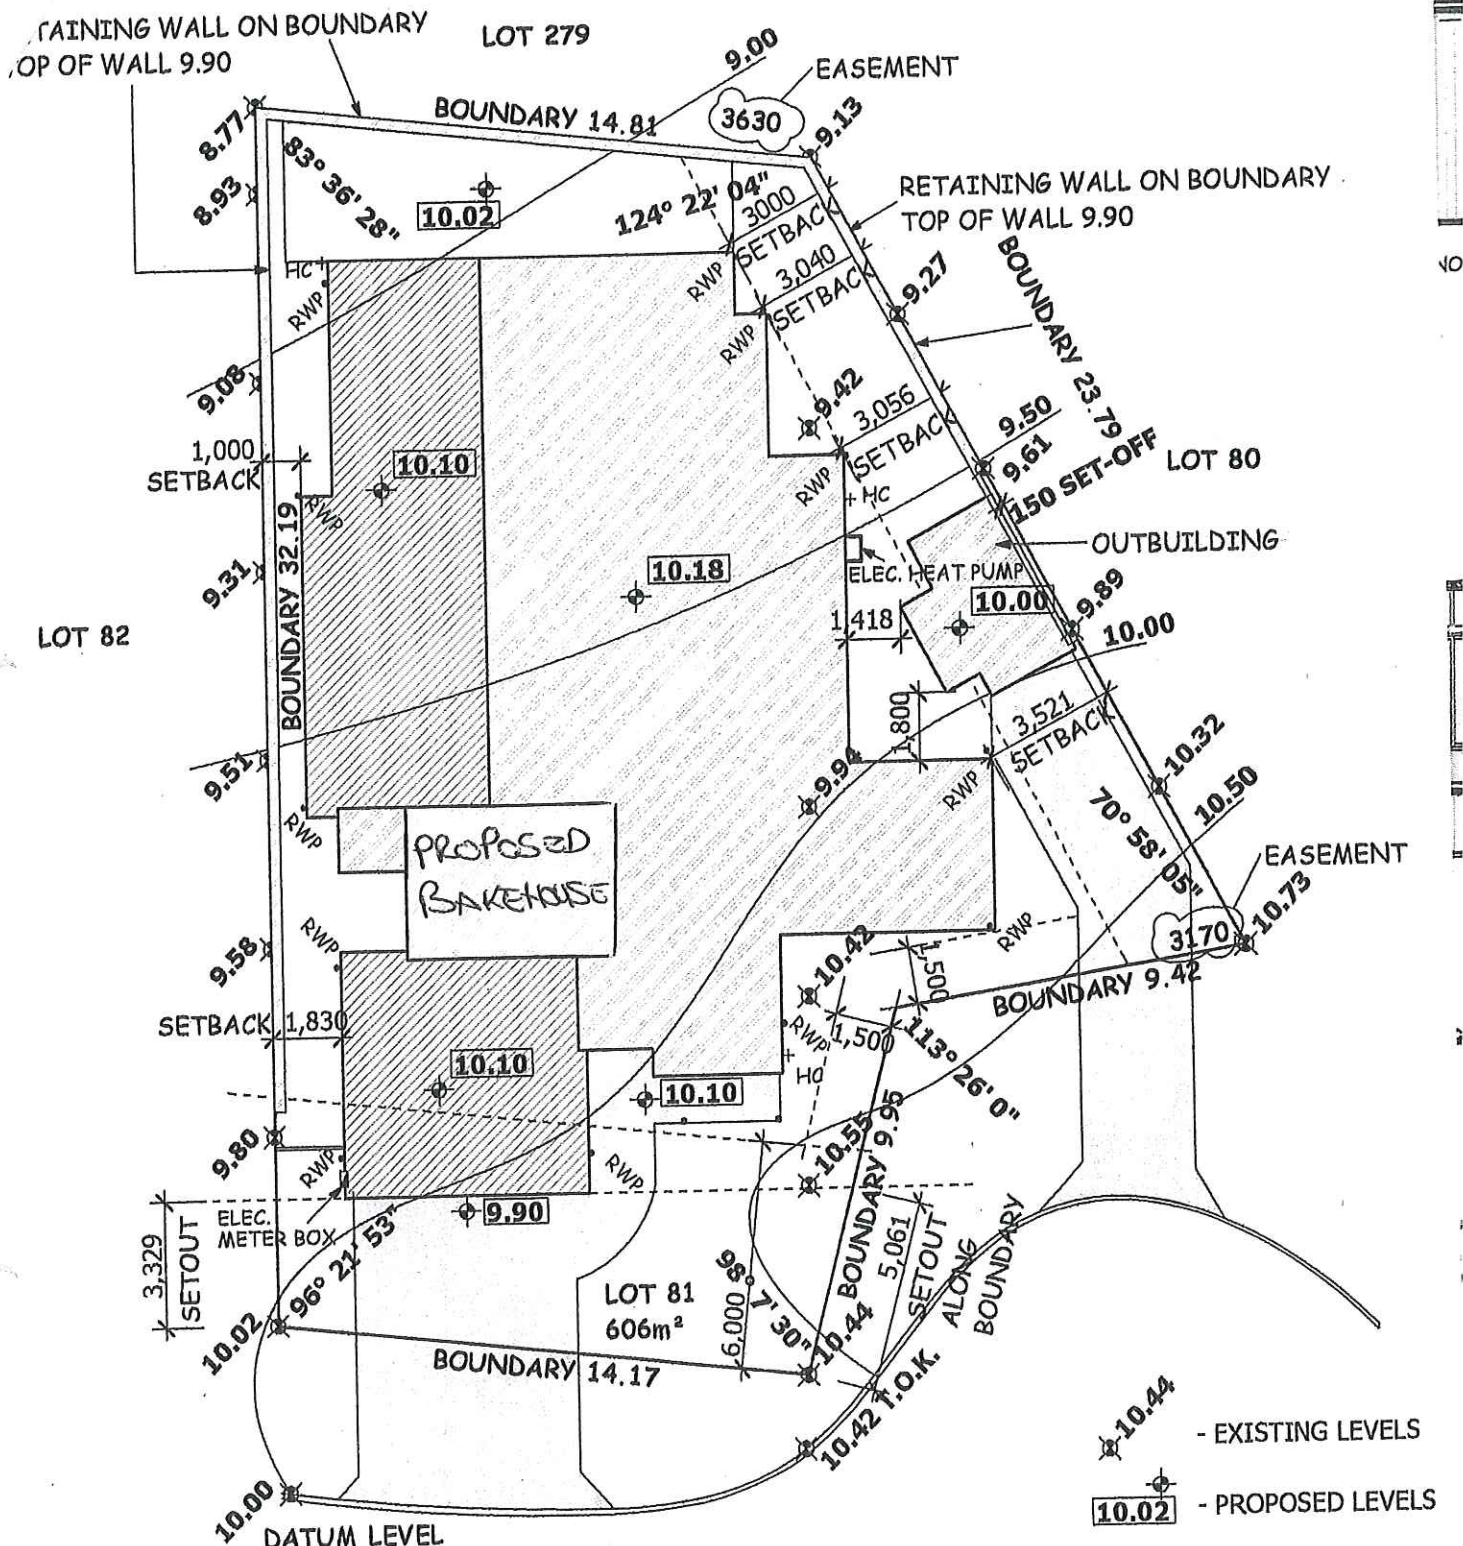 TAINING WALL ON BOUNDARY
OP OF WALL 9.90
LOT 279
9.00
EASEMENT
BOUNDARY 14.81
3630
9.13
8.77
8.93
83° 36' 28"
10.02
124° 22' 04"
3000
SETBACK
3,040
SETBACK
RETAINING WALL ON BOUNDARY
TOP OF WALL 9.90
HC
RWP
RWP
RWP
9.27
BOUNDARY 23.79
9.08
9.42
3,056
SETBACK
9.50
9.61
150 SET-OFF
LOT 80
1,000
SETBACK
10.10
RWP
RWP
HC
BOUNDARY 32.19
OUTBUILDING
9.31
10.18
ELEC. HEAT PUMP
10.00
9.89
LOT 82
1,418
10.00
1,800
3,521
SETBACK
10.32
9.51
9.94
RWP
10.50
70° 58' 05"
RWP
PROPOSED
BAKEHOUSE
EASEMENT
10.73
3170
RWP
RWP
9.58
10.42
1,500
BOUNDARY 9.42
SETBACK
1,830
RWP
1,500
113° 26' 0"
10.10
HC
10.10
BOUNDARY 9.95
9.80
RWP
RWP
10.55
ELEC.
METER BOX
9.90
3,329
SETOUT
96° 21' 53"
5,061
SETOUT
ALONG
BOUNDARY
LOT 81
606m²
6,000
98° 7' 30"
10.02
10.44
BOUNDARY 14.17
10.42 T.O.K.
10.44
- EXISTING LEVELS
10.00
DATUM LEVEL
10.02
- PROPOSED LEVELS